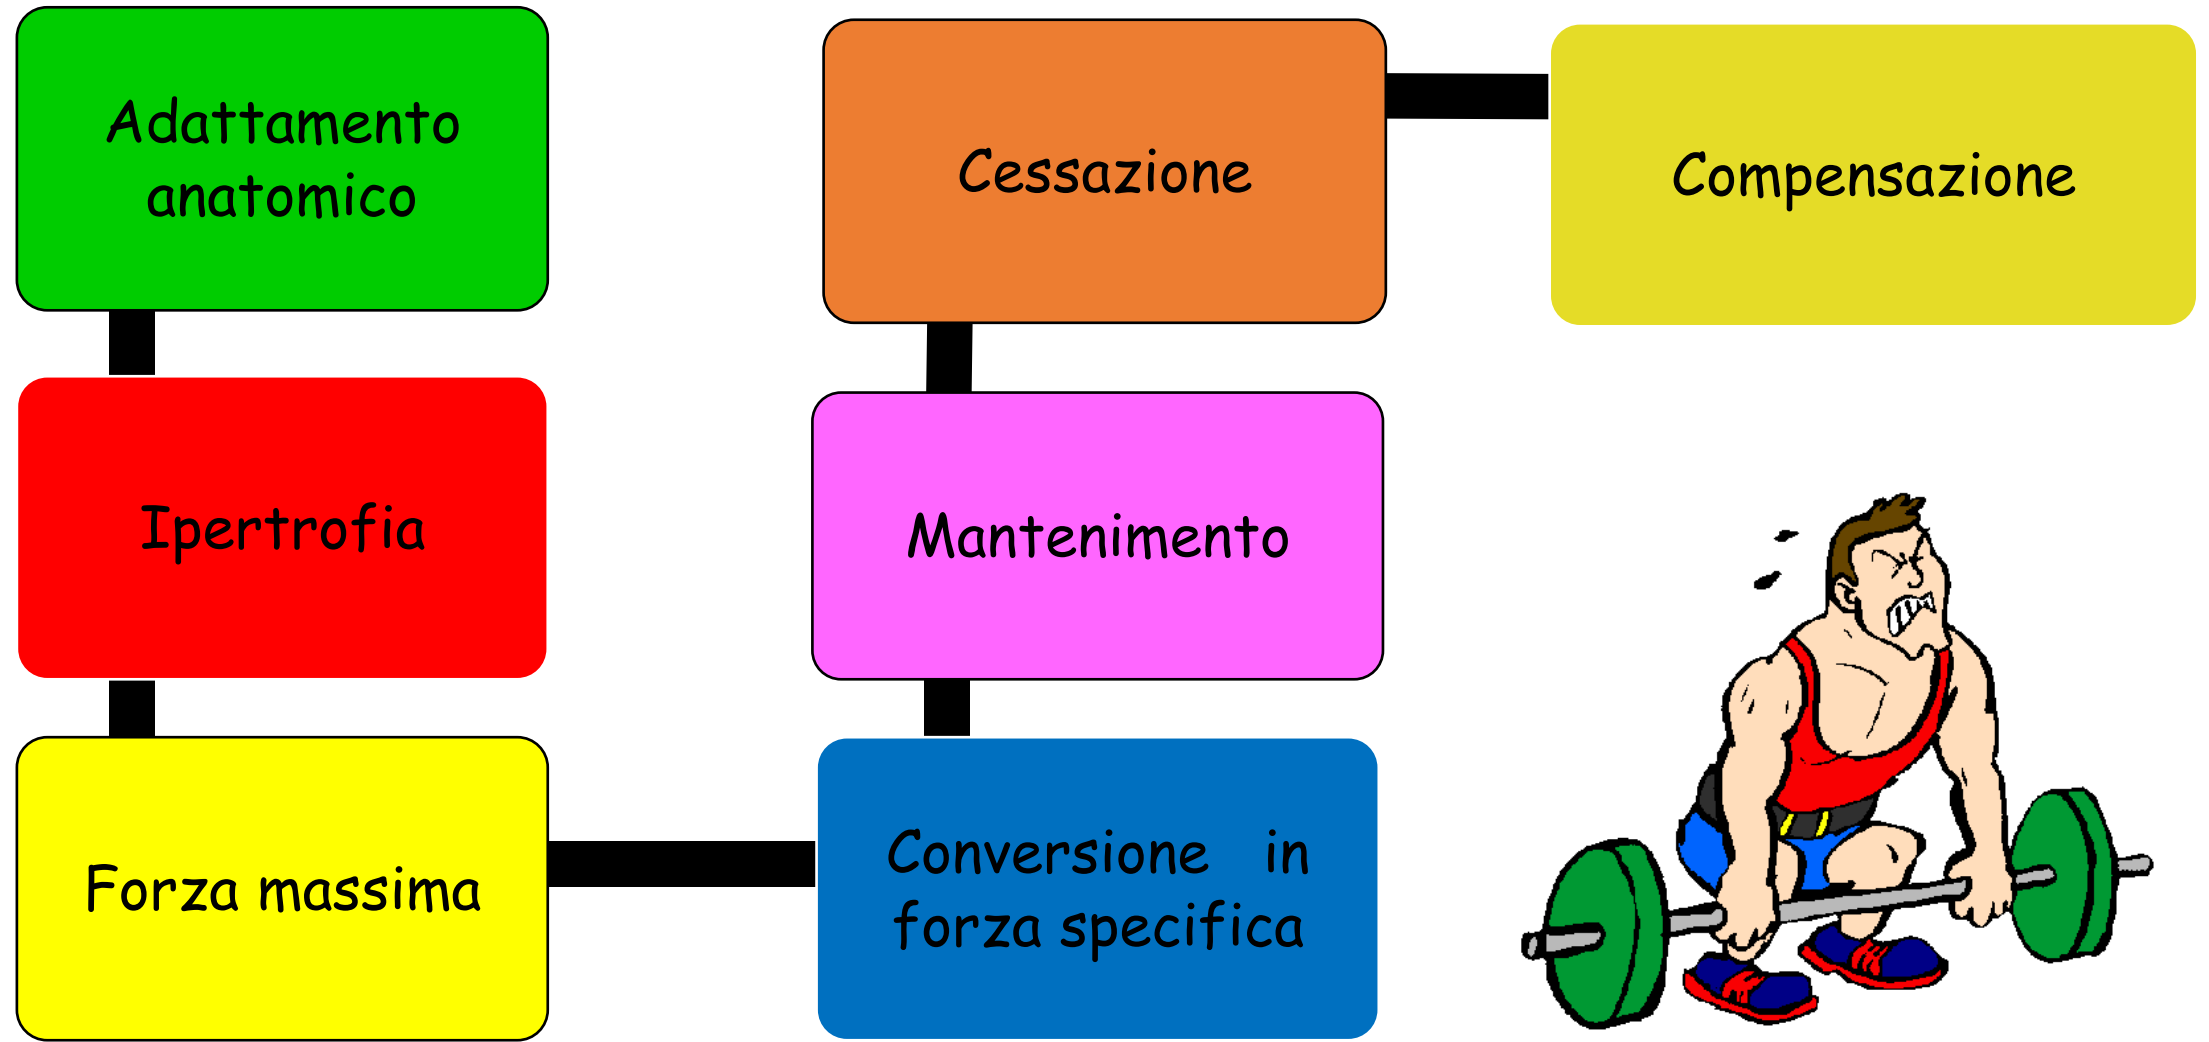 Adattamento
anatomico
Ipertrofia
Forza massima
Conversione in
forza specifica
Mantenimento
Cessazione
Compensazione